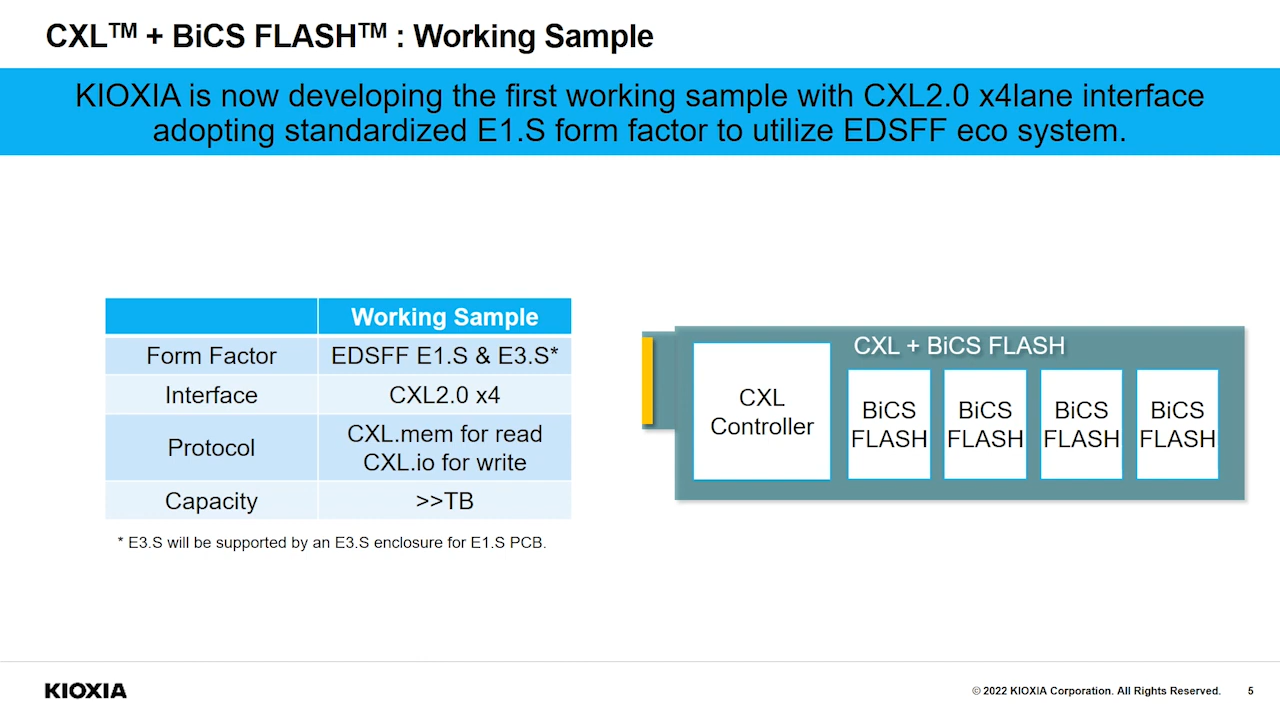 CXL™ + BiCS FLASH™ : Working Sample
KIOXIA is now developing the first working sample with CXL2.0 x4lane interface
adopting standardized E1.S form factor to utilize EDSFF eco system.
Working Sample
Form Factor EDSFF E1.S & E3.S*
Interface CXL2.0 x4
Protocol CXL.mem for read
CXL.io for write
Capacity >>TB
* E3.S will be supported by an E3.S enclosure for E1.S PCB.
CXL + BiCS FLASH
CXL
Controller
BiCS
FLASH
BiCS
FLASH
BiCS
FLASH
BiCS
FLASH
KIOXIA
© 2022 KIOXIA Corporation. All Rights Reserved. 5